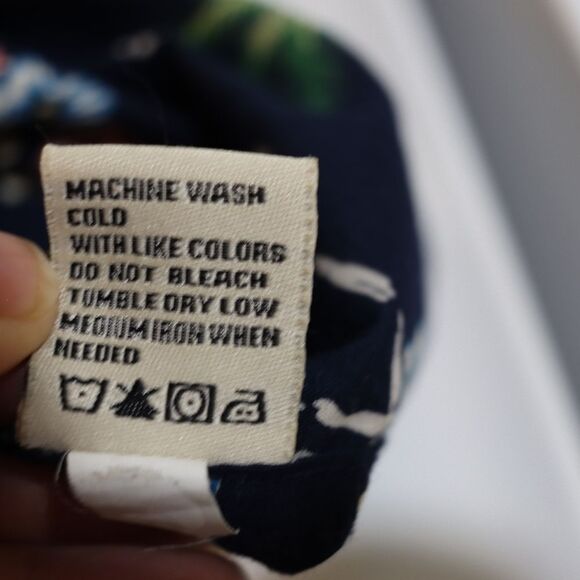 MACHINE WASH
COLD
WITH LIKE COLORS
DO NOT BLEACH
TUMBLE DRY LOW
MEDIUM IRON WHEN
NEEDED